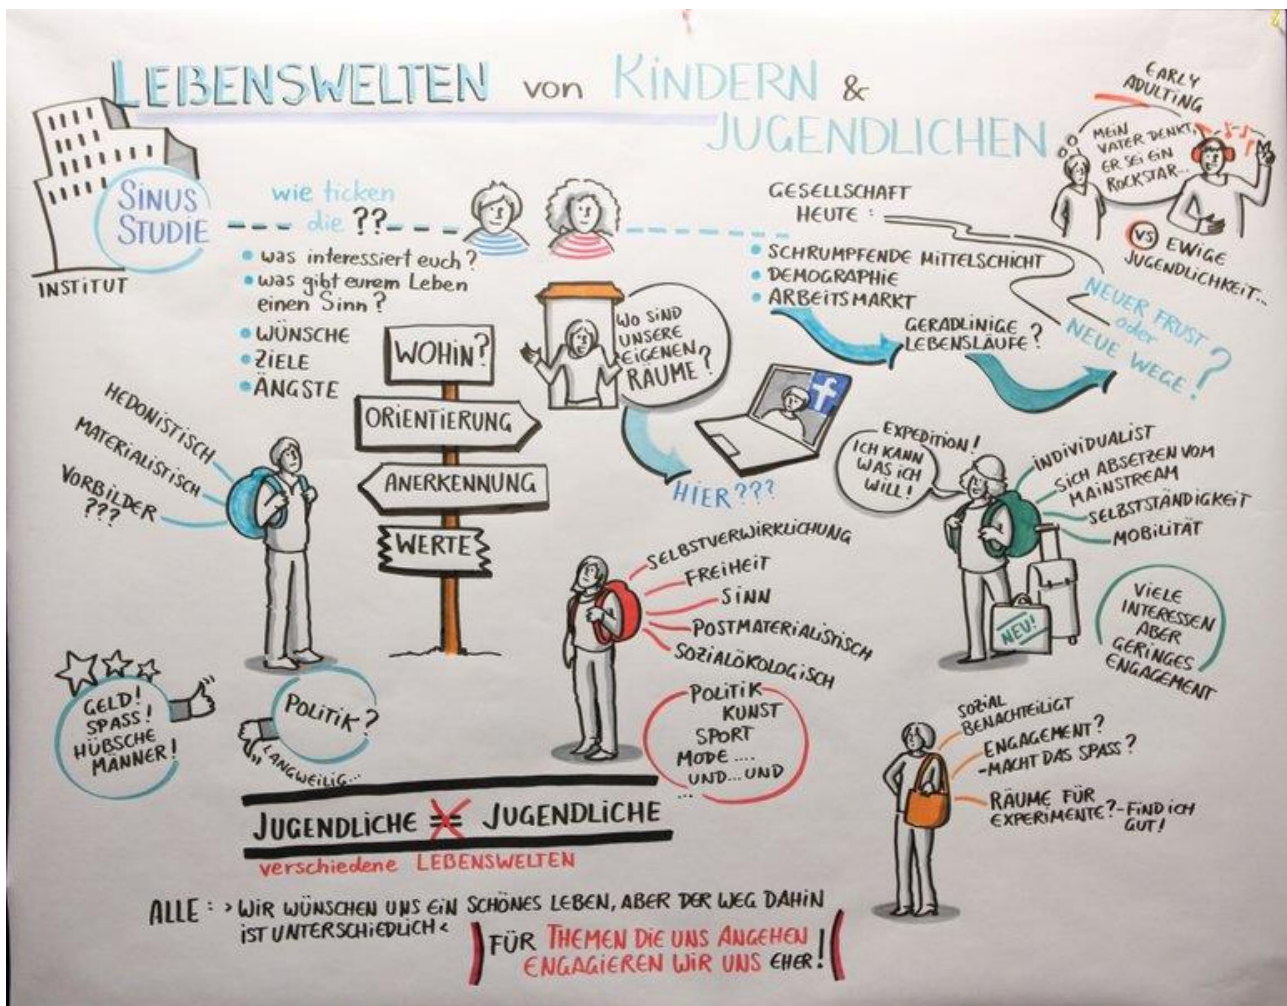 LEBENSWELTEN von KINDERN &
JUGENDLICHEN
SINUS
STUDIE
INSTITUT
wie ticken
die ??
was interessiert euch?
was gibt eurem Leben
einen Sinn?
WÜNSCHE
ZIELE
ÄNGSTE
WO SIND
UNSERE
EIGENEN
RÄUME?
HIER???
f
GESELLSCHAFT
HEUTE:
SCHRUMPFENDE MITTELSCHICHT
DEMOGRAPHIE
ARBEITSMARKT
GERADLINIGE
LEBENSLÄUFE?
NEUER FRUST
oder
NEUE WEGE?
EARLY
ADULTING
MEIN
VATER DENKT,
ER SEI EIN
ROCKSTAR...
VS EWIGE
JUGENDLICHKEIT...
WOHIN?
ORIENTIERUNG
ANERKENNUNG
WERTE
HEDONISTISCH
MATERIALISTISCH
VORBILDER
???
GELD!
SPASS!
HÜBSCHE
MÄNNER!
POLITIK?
LANGWEILIG...
SELBSTVERWIRKLICHUNG
FREIHEIT
SINN
POSTMATERIALISTISCH
SOZIALÖKOLOGISCH
POLITIK
KUNST
SPORT
MODE ....
UND...UND
...
EXPEDITION!
ICH KANN
WAS ICH
WILL!
INDIVIDUALIST
SICH ABSETZEN VOM
MAINSTREAM
SELBSTSTÄNDIGKEIT
MOBILITÄT
NEU!
VIELE
INTERESSEN
ABER
GERINGES
ENGAGEMENT
SOZIAL
BENACHTEILIGT
ENGAGEMENT?
-MACHT DAS SPASS?
RÄUME FÜR
EXPERIMENTE?-FIND ICH
GUT!
JUGENDLICHE = JUGENDLICHE
verschiedene LEBENSWELTEN
ALLE: > WIR WÜNSCHEN UNS EIN SCHÖNES LEBEN, ABER DER WEG DAHIN
IST UNTERSCHIEDLICH <
FÜR THEMEN DIE UNS ANGEHEN
ENGAGIEREN WIR UNS EHER!